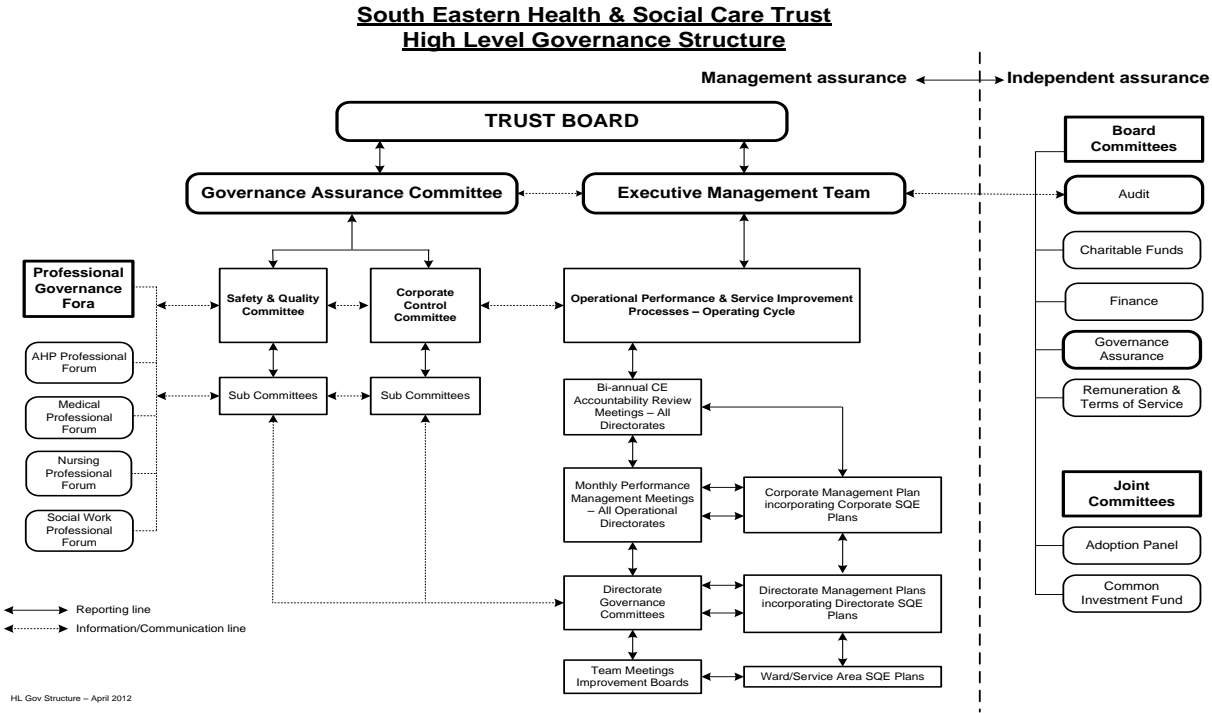 South Eastern Health & Social Care Trust
High Level Governance Structure
Management assurance
Independent assurance
TRUST BOARD
Governance Assurance Committee
Executive Management Team
Professional
Governance
Fora
AHP Professional
Forum
Medical
Professional
Forum
Nursing
Professional
Forum
Social Work
Professional
Forum
Safety & Quality
Committee
Corporate
Control
Committee
Sub Committees
Sub Committees
Operational Performance & Service Improvement
Processes – Operating Cycle
Bi-annual CE
Accountability Review
Meetings – All
Directorates
Monthly Performance
Management Meetings
– All Operational
Directorates
Corporate Management Plan
incorporating Corporate SQE
Plans
Directorate
Governance
Committees
Directorate Management Plans
incorporating Directorate SQE
Plans
Team Meetings
Improvement Boards
Ward/Service Area SQE Plans
Board
Committees
Audit
Charitable Funds
Finance
Governance
Assurance
Remuneration &
Terms of Service
Joint
Committees
Adoption Panel
Common
Investment Fund
Reporting line
Information/Communication line
HL Gov Structure – April 2012